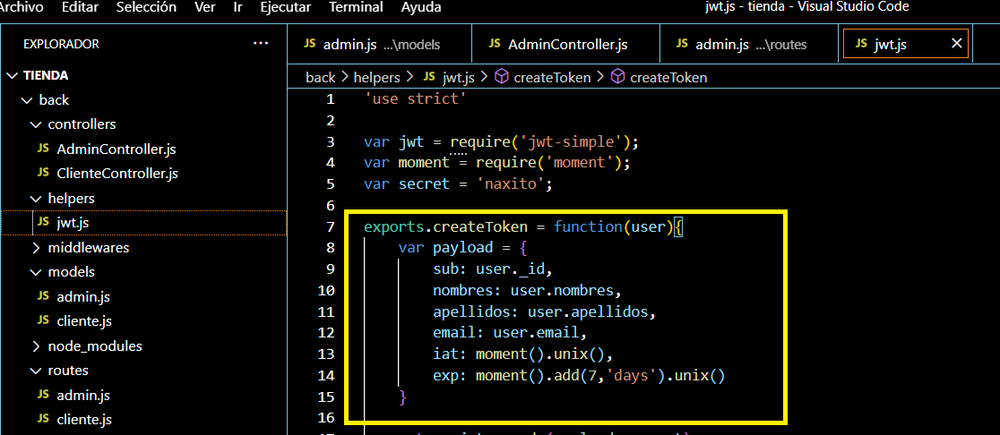 Archivo Editar Selección Ver Ir Ejecutar Terminal Ayuda jwt.js - tienda - Visual Studio Code
EXPLORADOR ...
JS admin.js ...\models JS AdminController.js JS admin.js ...\routes JS jwt.js ×
TIENDA
back > helpers > JS jwt.js > createToken > createToken
back
controllers
JS AdminController.js
JS ClienteController.js
helpers
JS jwt.js
middlewares
models
JS admin.js
JS cliente.js
node_modules
routes
JS admin.js
JS cliente.js
1 'use strict'
2
3 var jwt = require('jwt-simple');
4 var moment = require('moment');
5 var secret = 'naxito';
6
7 exports.createToken = function(user){
8 var payload = {
9 sub: user._id,
10 nombres: user.nombres,
11 apellidos: user.apellidos,
12 email: user.email,
13 iat: moment().unix(),
14 exp: moment().add(7,'days').unix()
15 }
16